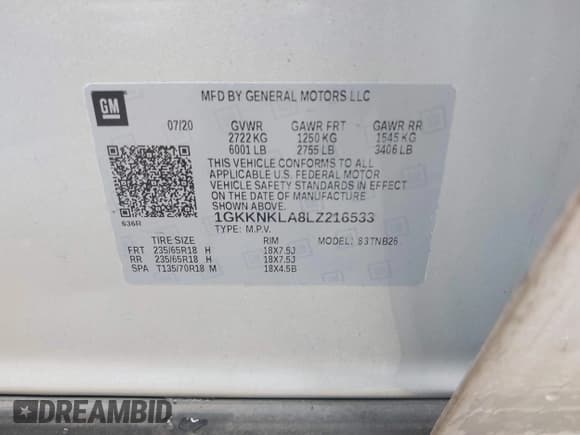 GM
MFD BY GENERAL MOTORS LLC
07/20 GVWR GAWR FRT GAWR RR
2722 KG 1250 KG 1545 KG
6001 LB 2755 LB 3406 LB
THIS VEHICLE CONFORMS TO ALL
APPLICABLE U.S. FEDERAL MOTOR
VEHICLE SAFETY STANDARDS IN EFFECT
ON THE DATE OF MANUFACTURE
SHOWN ABOVE.
1GKKNKLA8LZ216533
636R TYPE: M.P.V.
TIRE SIZE RIM MODEL: 83TNB26
FRT 235/65R18 H 18X7.5J
RR 235/65R18 H 18X7.5J
SPA T135/70R18 M 18X4.5B
DREAMBID